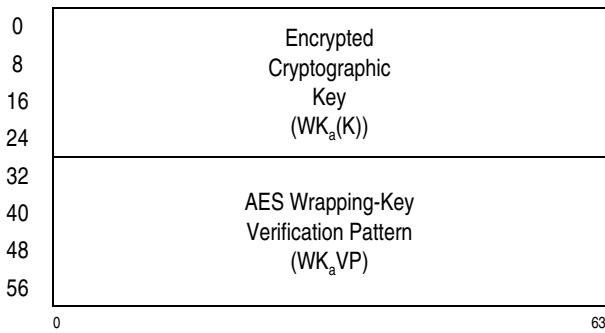 0
8
16
24
32
40
48
56
Encrypted
Cryptographic
Key
(WKₐ(K))
AES Wrapping-Key
Verification Pattern
(WKₐVP)
0 63